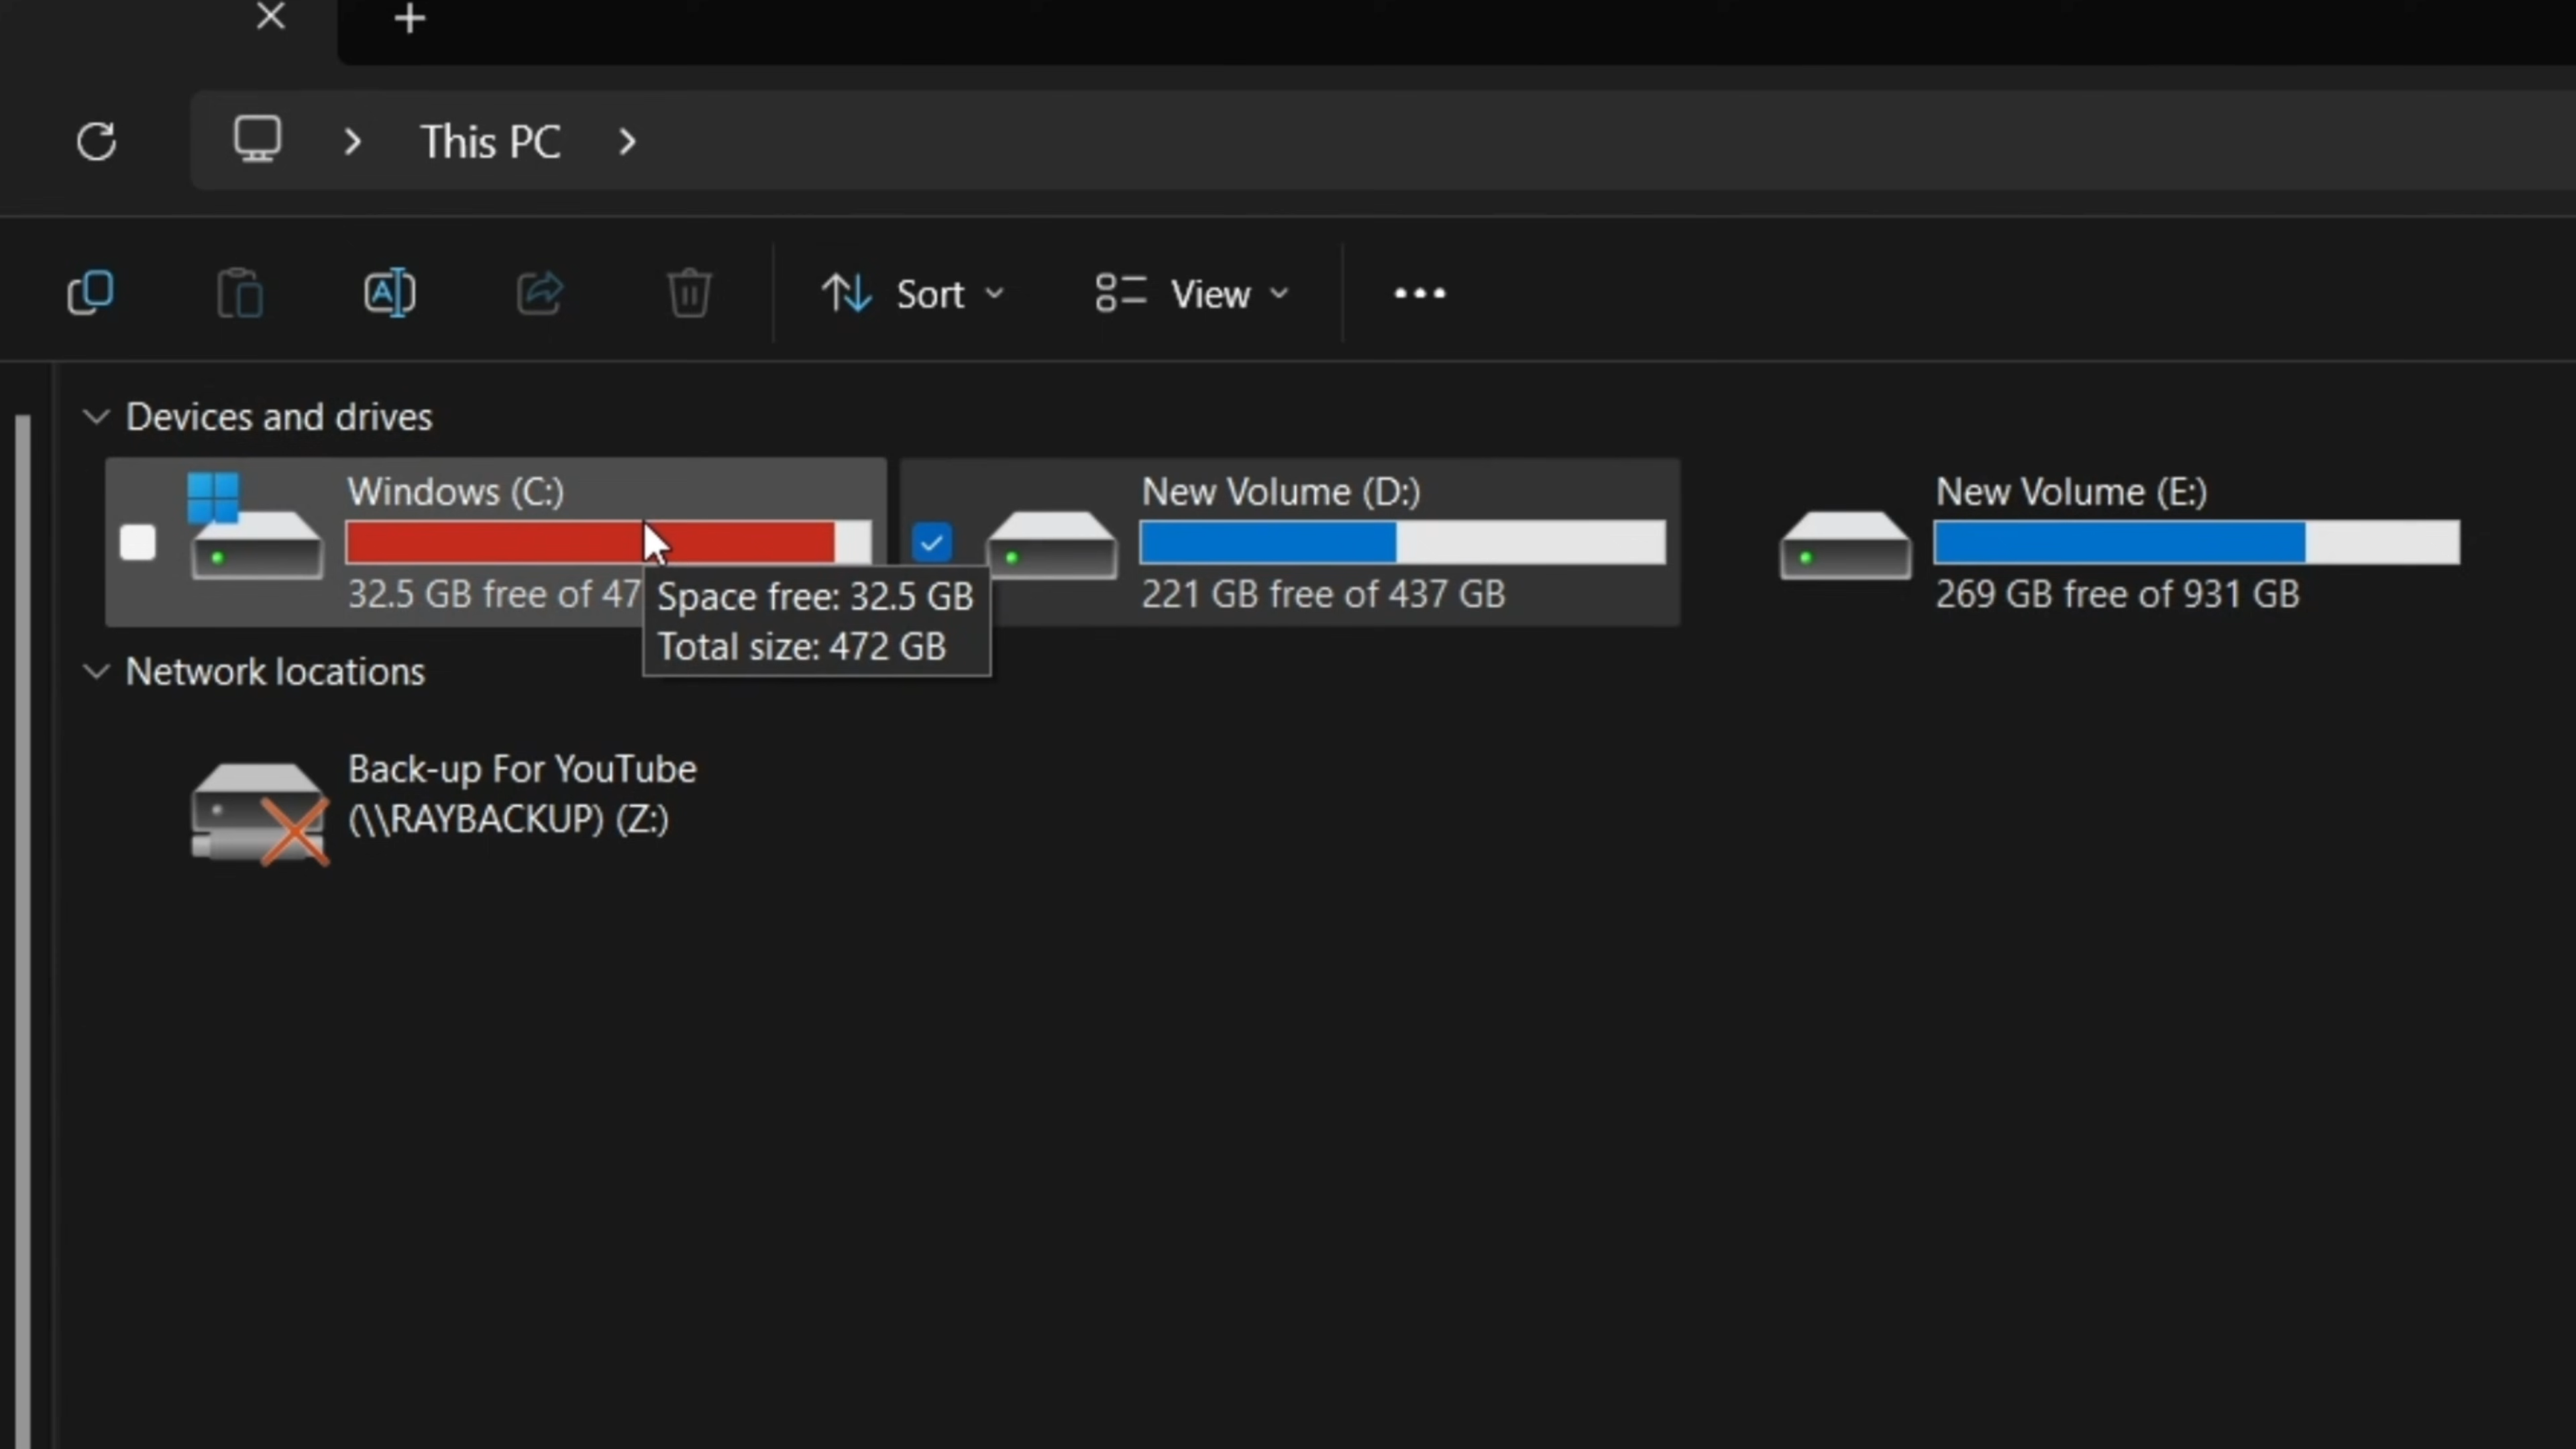 This PC
Sort
View
Devices and drives
Windows (C:)
32.5 GB free of 47
Space free: 32.5 GB
Total size: 472 GB
New Volume (D:)
221 GB free of 437 GB
New Volume (E:)
269 GB free of 931 GB
Network locations
Back-up For YouTube
(\\RAYBACKUP) (Z:)